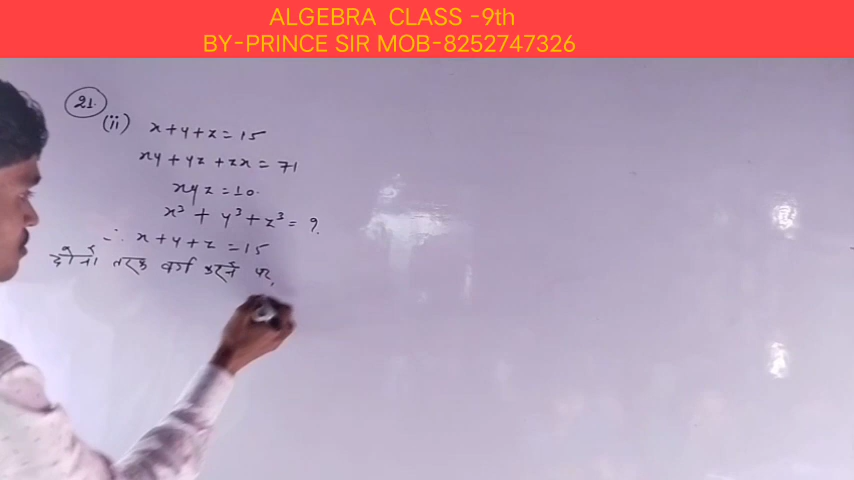 ALGEBRA CLASS -9th
BY-PRINCE SIR MOB-8252747326
21.
(ii) x+y+z = 15
xy + yz + zx = 71
xyz = 10.
x³ + y³ + z³ = ?
∴ x+y+z = 15
दोनों तरफ वर्ग करने पर,